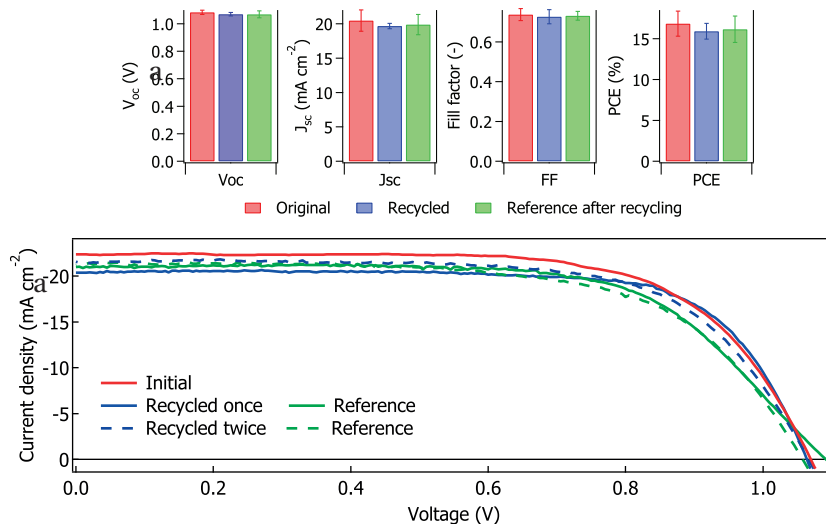 1.0
0.8
0.6
0.4
0.2
0.0
Voc (V)
a
Voc
20
15
10
5
0
Jsc (mA cm-2)
Jsc
0.6
0.4
0.2
0.0
Fill factor (-)
FF
15
10
5
0
PCE (%)
PCE
Original Recycled Reference after recycling
-20
-15
-10
-5
0
Current density (mA cm-2)
a
Initial
Recycled once Reference
Recycled twice Reference
0.0 0.2 0.4 0.6 0.8 1.0
Voltage (V)